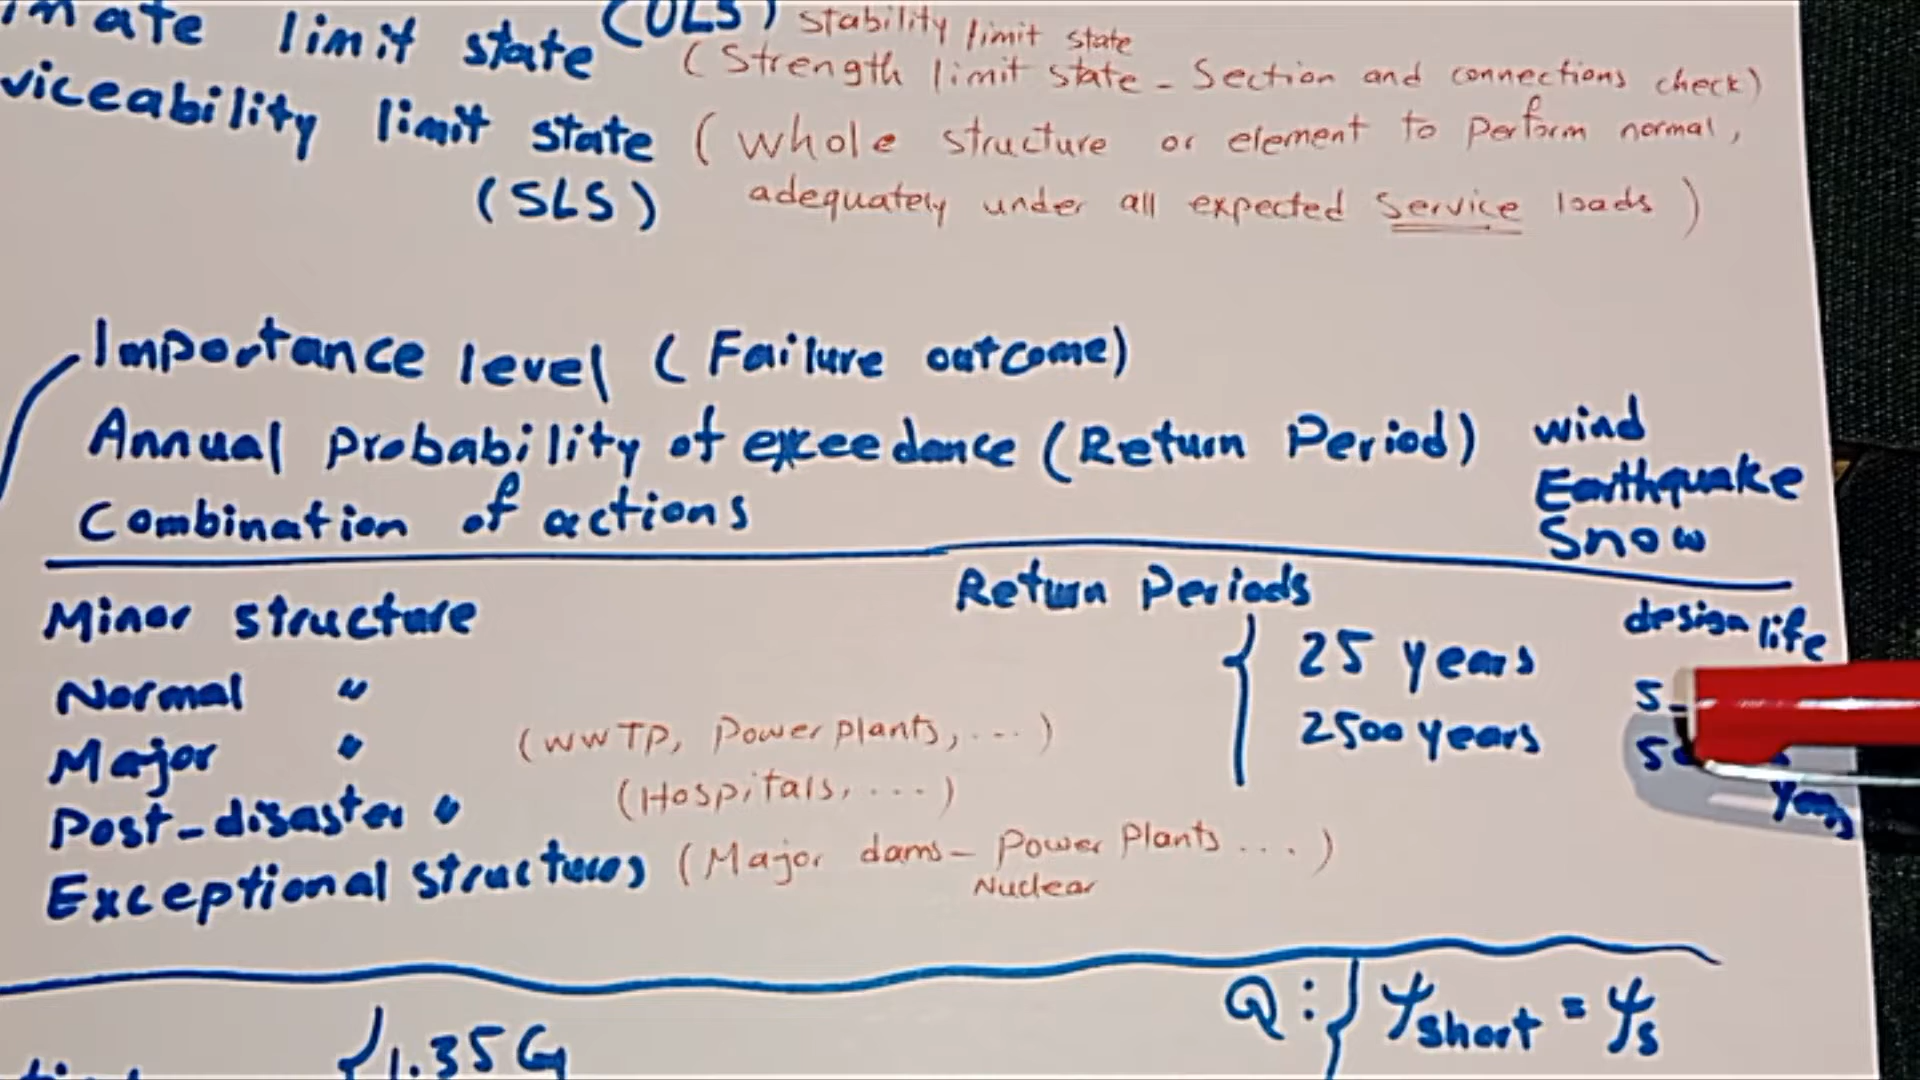 limit state (ULS) stability limit state
(Strength limit state - Section and connections check)
limit state (whole structure or element to perform normal,
(SLS) adequately under all expected Service loads)
Importance level (Failure outcome)
Annual Probability of exceedance (Return Period) wind
Earthquake
Combination of actions Snow
Minor structure Return Periods design life
25 years
Normal "
Major " (WWTP, Power plants, ...) 2500 years
years
Post-disaster " (Hospitals, ...)
Exceptional structures (Major dams - Power Plants ...)
Nuclear
Q: { ψshort = ψs
{ 1.35G